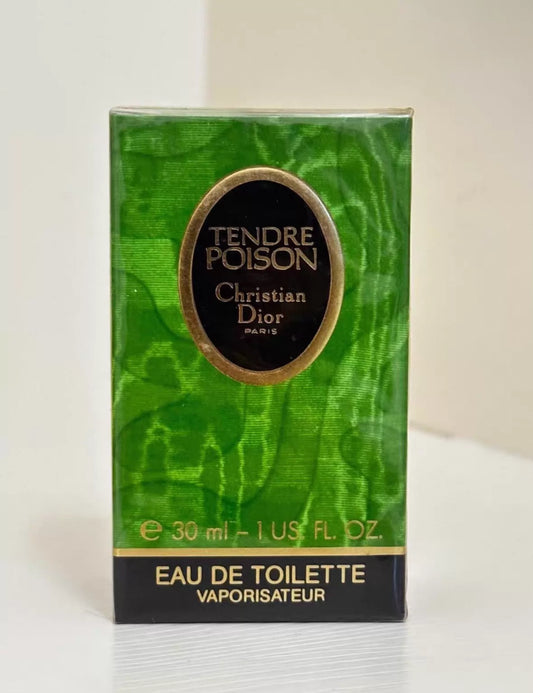 TENDRE
POISON
Christian
Dior
PARIS
℮ 30 ml - 1 US. FL. OZ.
EAU DE TOILETTE
VAPORISATEUR